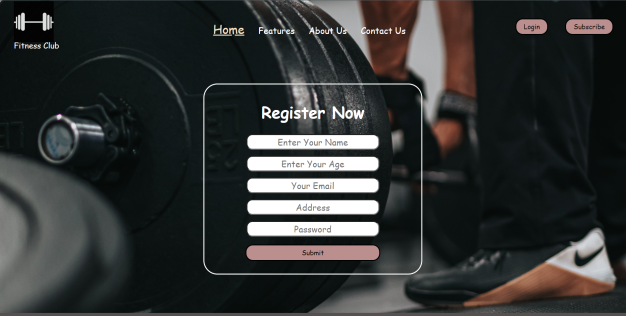 Fitness Club
Home Features About Us Contact Us
Login Subscribe
Register Now
Enter Your Name
Enter Your Age
Your Email
Address
Password
Submit